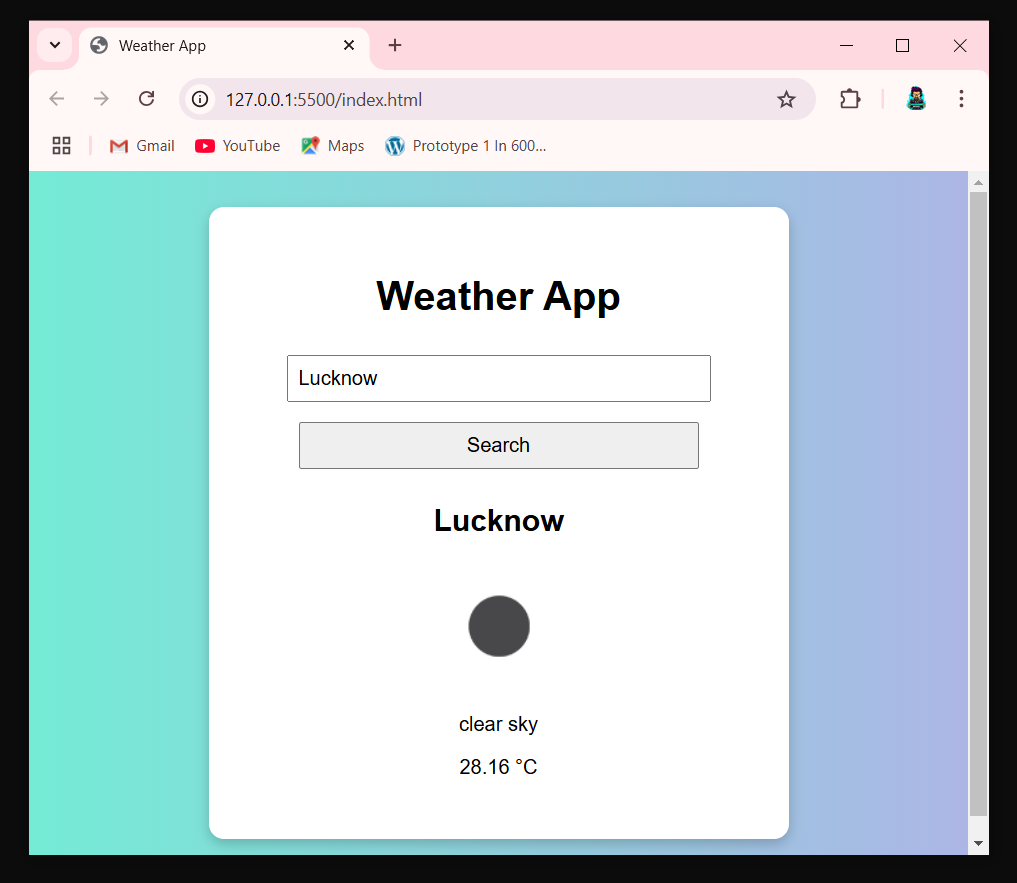 Weather App
127.0.0.1:5500/index.html
Gmail YouTube Maps Prototype 1 In 600...
Weather App
Lucknow
Search
Lucknow
clear sky
28.16 °C